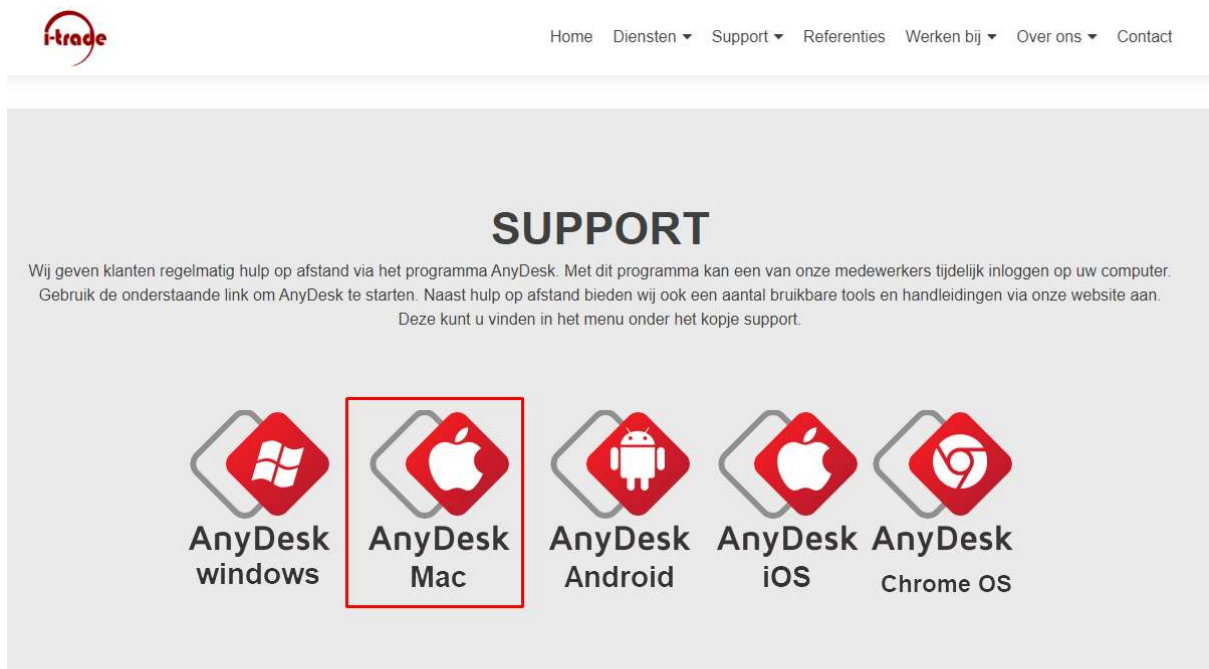 i-trade
Home Diensten Support Referenties Werken bij Over ons Contact
SUPPORT
Wij geven klanten regelmatig hulp op afstand via het programma AnyDesk. Met dit programma kan een van onze medewerkers tijdelijk inloggen op uw computer.
Gebruik de onderstaande link om AnyDesk te starten. Naast hulp op afstand bieden wij ook een aantal bruikbare tools en handleidingen via onze website aan.
Deze kunt u vinden in het menu onder het kopje support.
AnyDesk AnyDesk AnyDesk AnyDesk AnyDesk
windows Mac Android iOS Chrome OS